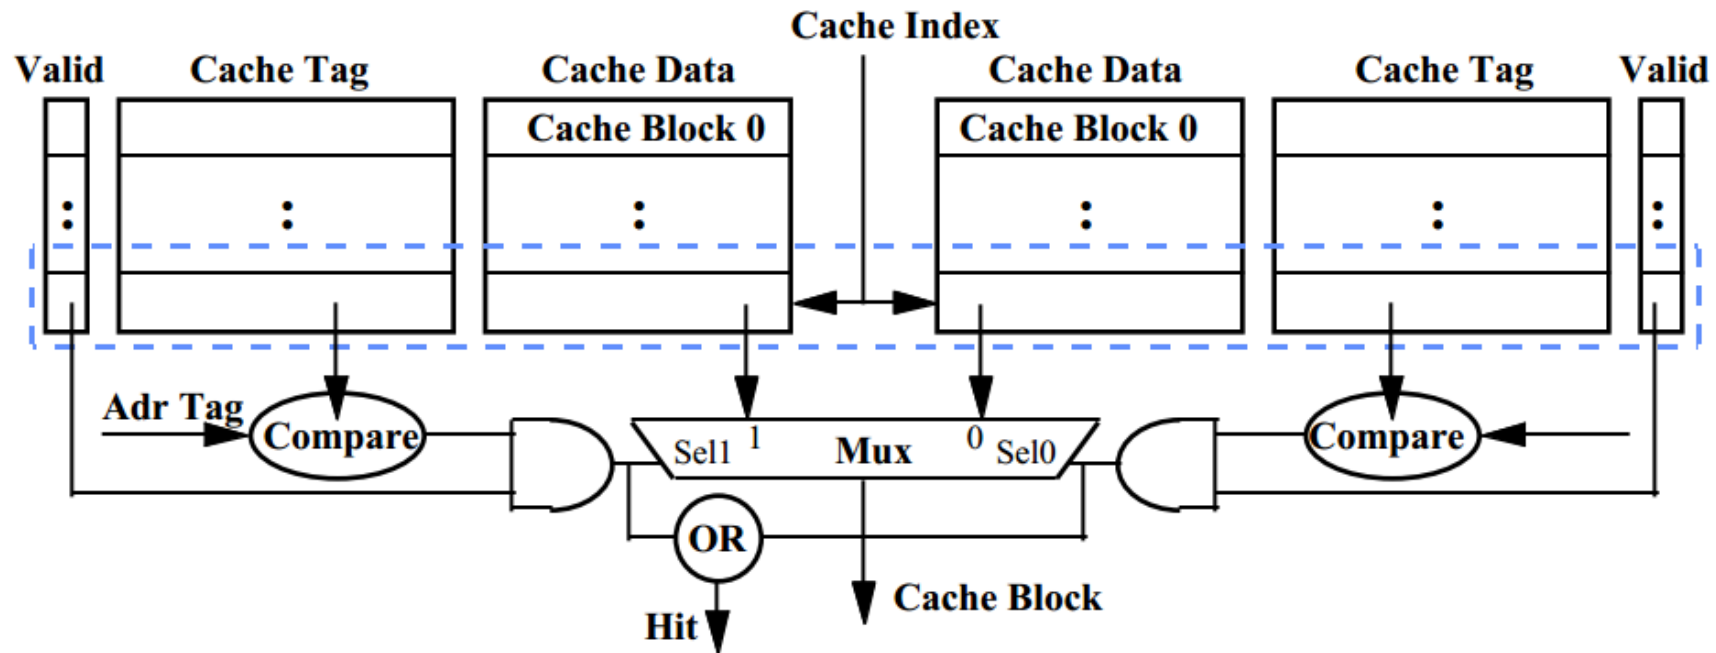 Cache Index
Valid Cache Tag Cache Data Cache Data Cache Tag Valid
Cache Block 0 Cache Block 0
: : : : : :
Adr Tag
Compare Sel1 1 Mux 0 Sel0 Compare
OR
Cache Block
Hit